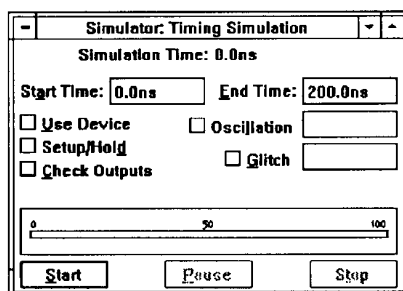 Simulator: Timing Simulation
Simulation Time: 0.0ns
Start Time: 0.0ns End Time: 200.0ns
Use Device Oscillation
Setup/Hold Glitch
Check Outputs
0 50 100
Start Pause Stop